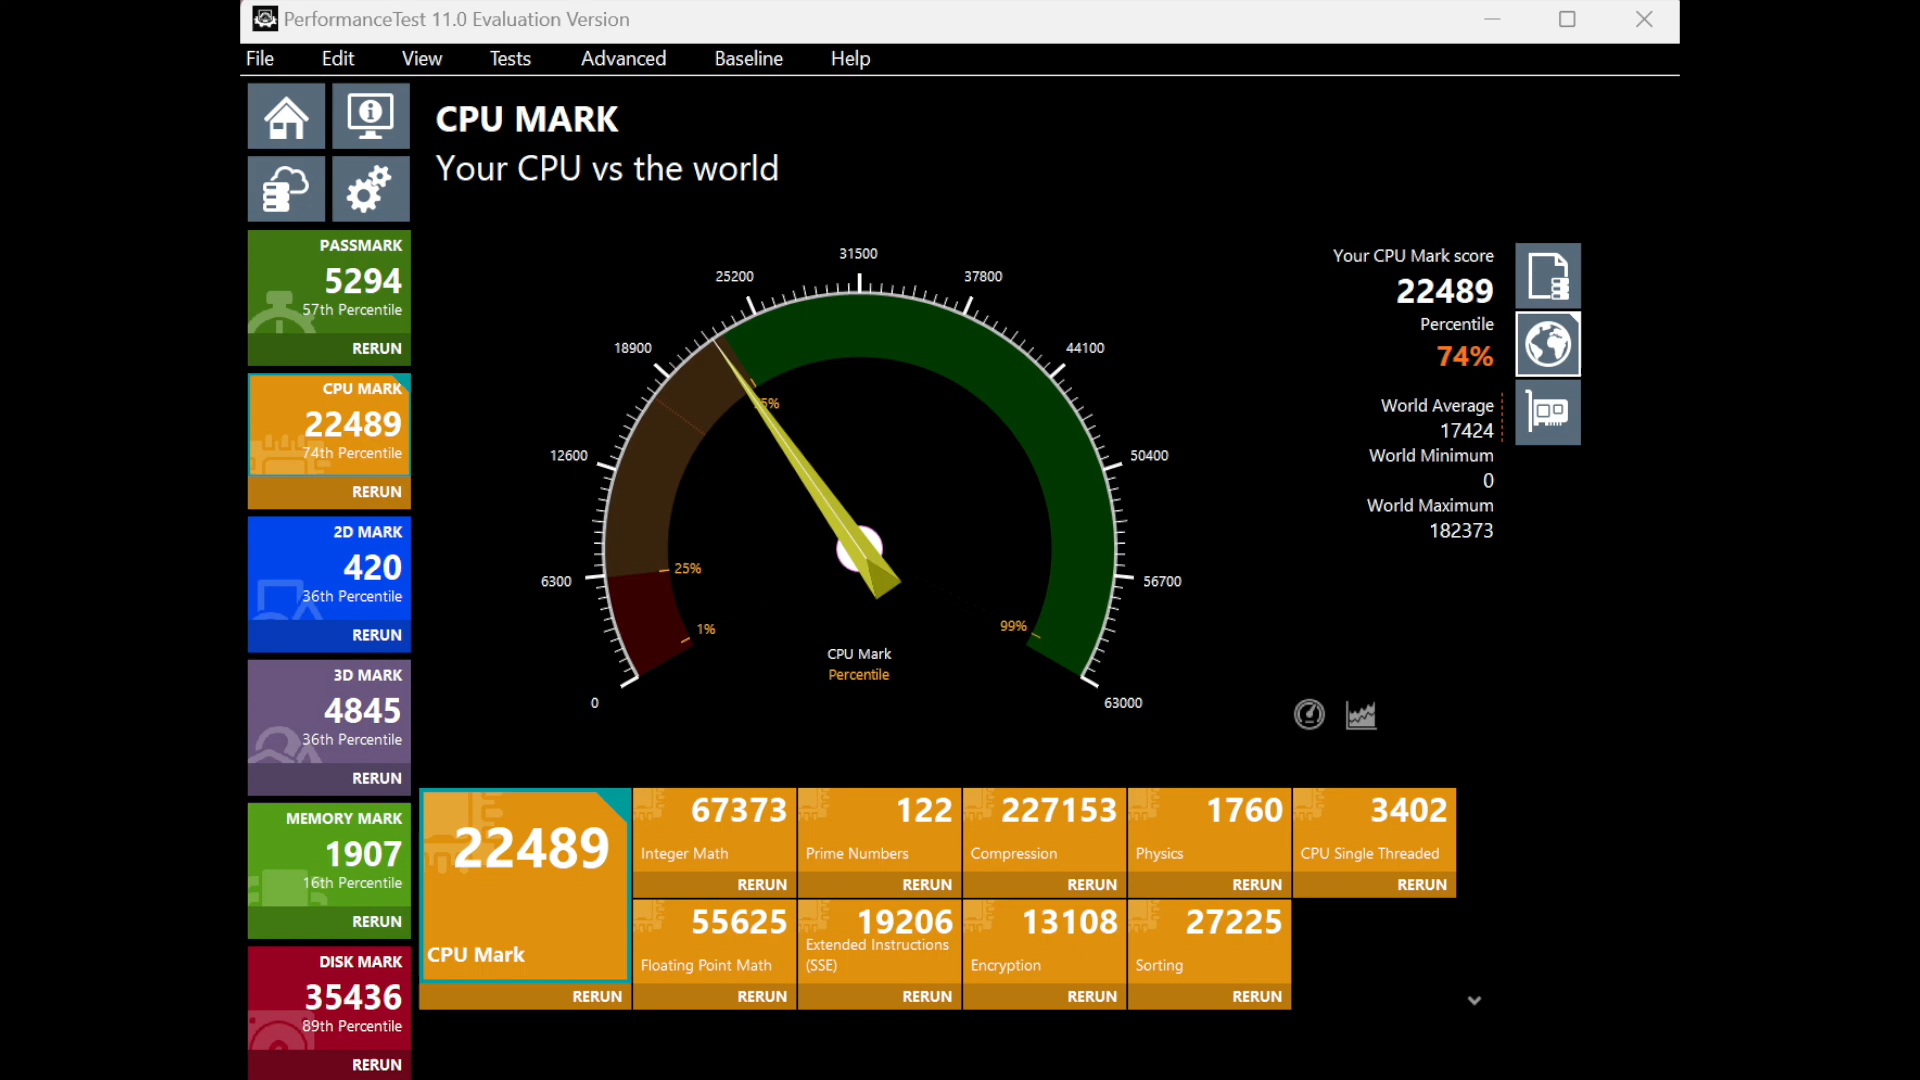 PerformanceTest 11.0 Evaluation Version
File Edit View Tests Advanced Baseline Help
CPU MARK
Your CPU vs the world
PASSMARK
5294
57th Percentile
RERUN
CPU MARK
22489
74th Percentile
RERUN
2D MARK
420
36th Percentile
RERUN
3D MARK
4845
36th Percentile
RERUN
MEMORY MARK
1907
16th Percentile
RERUN
DISK MARK
35436
89th Percentile
RERUN
0
6300
12600
18900
25200
31500
37800
44100
50400
56700
63000
1%
25%
99%
CPU Mark
Percentile
Your CPU Mark score
22489
Percentile
74%
World Average
17424
World Minimum
0
World Maximum
182373
22489
CPU Mark
RERUN
67373
Integer Math
RERUN
122
Prime Numbers
RERUN
227153
Compression
RERUN
1760
Physics
RERUN
3402
CPU Single Threaded
RERUN
55625
Floating Point Math
RERUN
19206
Extended Instructions
(SSE)
RERUN
13108
Encryption
RERUN
27225
Sorting
RERUN